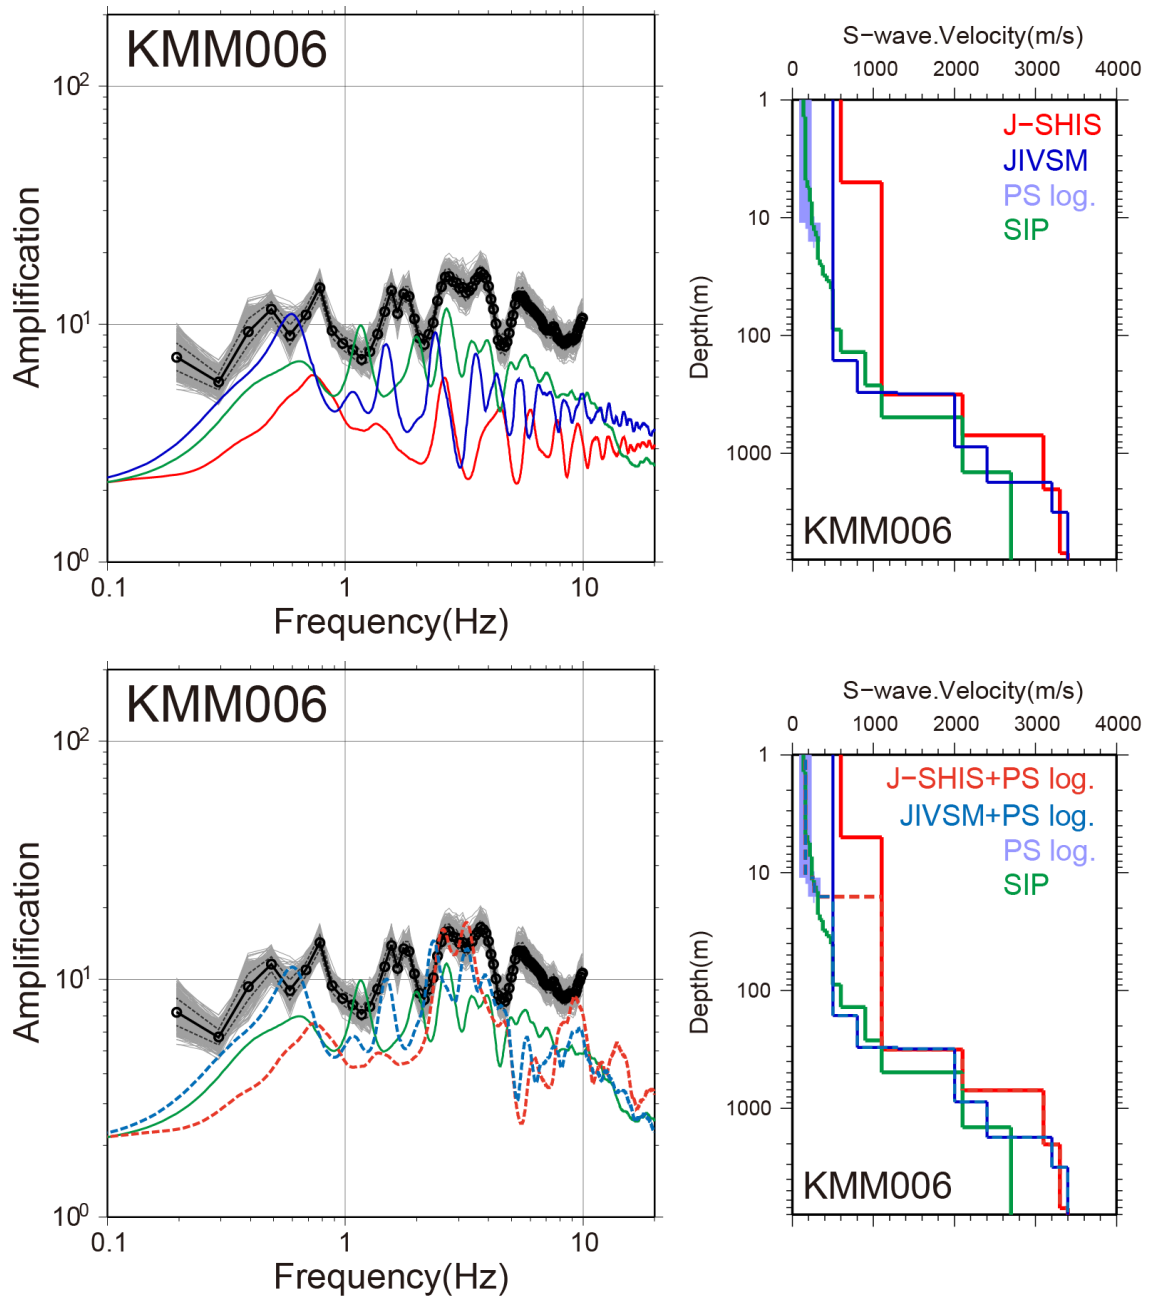 KMM006
10²
10¹
10⁰
Amplification
0.1
1
10
Frequency(Hz)
S−wave.Velocity(m/s)
0 1000 2000 3000 4000
1
10
100
1000
Depth(m)
J−SHIS
JIVSM
PS log.
SIP
KMM006
KMM006
10²
10¹
10⁰
Amplification
0.1
1
10
Frequency(Hz)
S−wave.Velocity(m/s)
0 1000 2000 3000 4000
1
10
100
1000
Depth(m)
J−SHIS+PS log.
JIVSM+PS log.
PS log.
SIP
KMM006